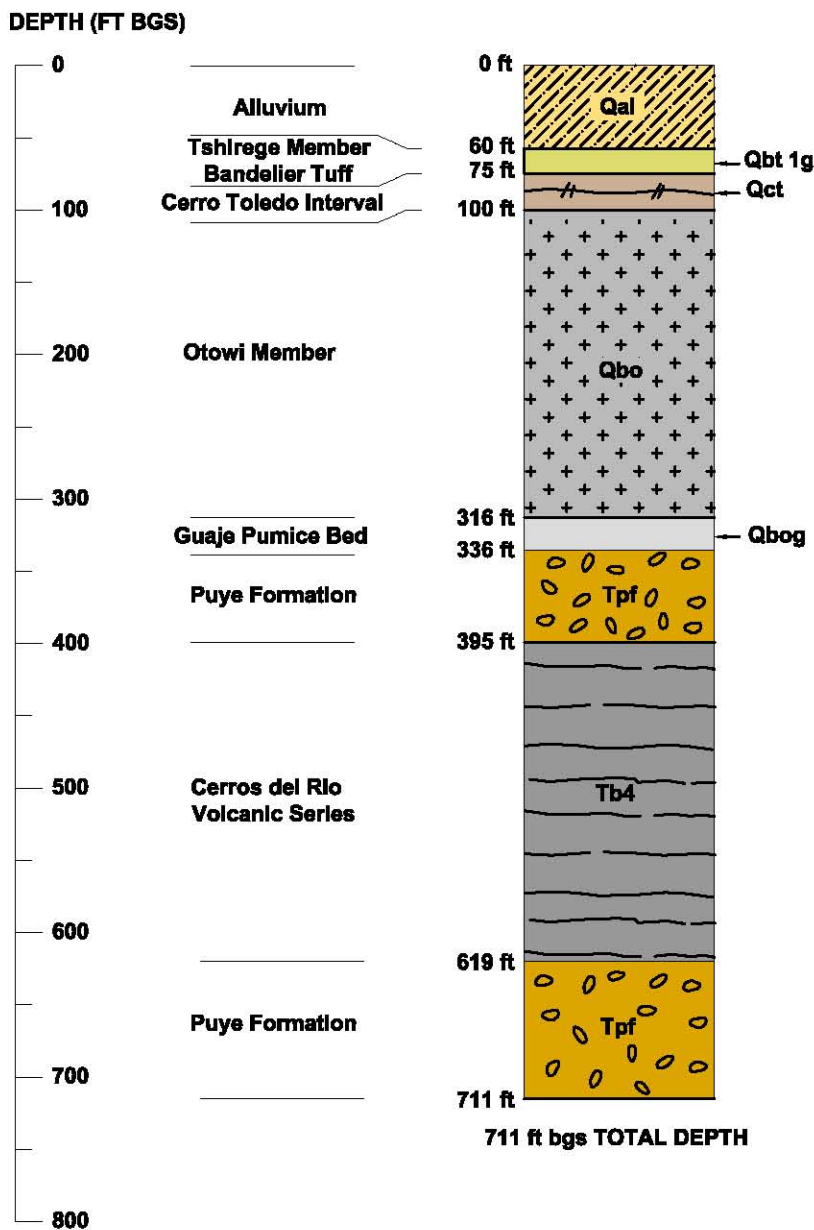 DEPTH (FT BGS)
0
0 ft
Alluvium
Qal
Tshirege Member
60 ft
Bandelier Tuff
75 ft
Qbt 1g
Cerro Toledo Interval
Qct
100
100 ft
200
Otowi Member
Qbo
300
316 ft
Guaje Pumice Bed
Qbog
336 ft
Puye Formation
Tpf
400
395 ft
500
Cerros del Rio
Volcanic Series
Tb4
600
619 ft
Puye Formation
Tpf
700
711 ft
711 ft bgs TOTAL DEPTH
800